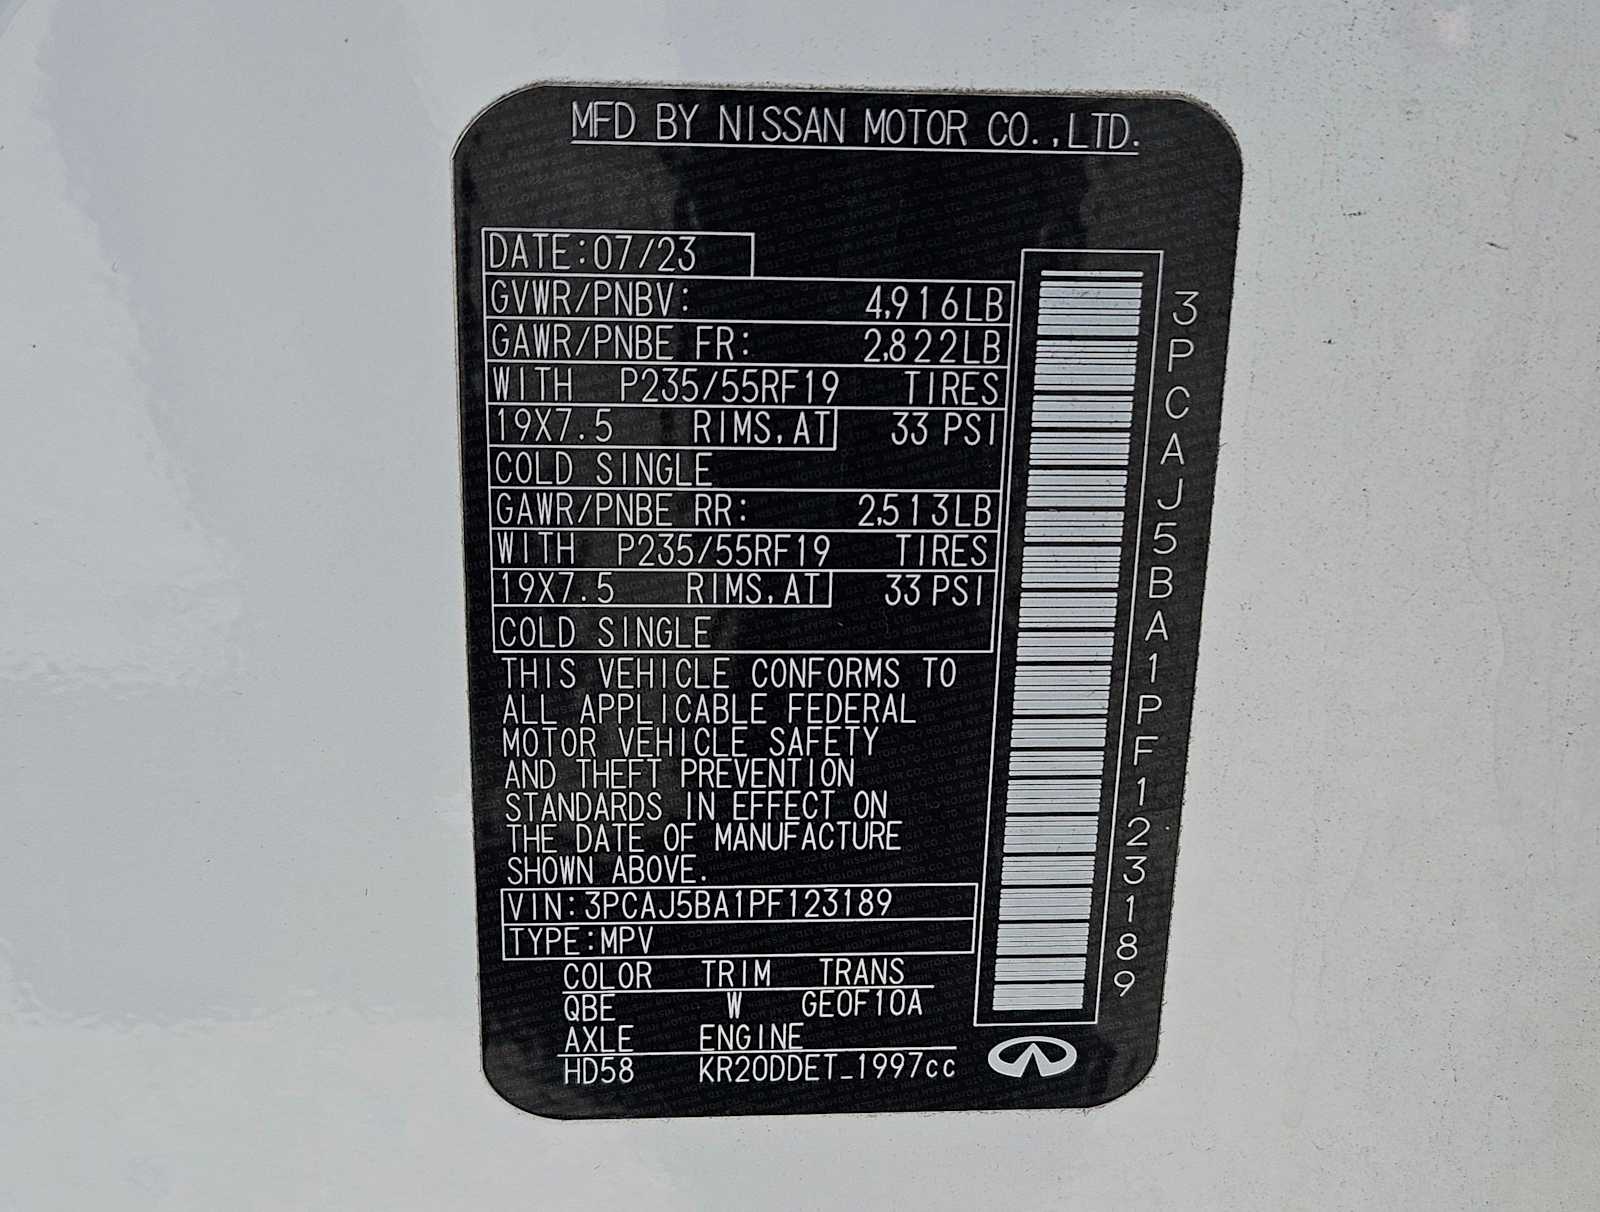 MFD BY NISSAN MOTOR CO.,LTD.
DATE:07/23
GVWR/PNBV: 4,916LB
GAWR/PNBE FR: 2,822LB
WITH P235/55RF19 TIRES
19X7.5 RIMS,AT 33 PSI
COLD SINGLE
GAWR/PNBE RR: 2,513LB
WITH P235/55RF19 TIRES
19X7.5 RIMS,AT 33 PSI
COLD SINGLE
THIS VEHICLE CONFORMS TO
ALL APPLICABLE FEDERAL
MOTOR VEHICLE SAFETY
AND THEFT PREVENTION
STANDARDS IN EFFECT ON
THE DATE OF MANUFACTURE
SHOWN ABOVE.
VIN:3PCAJ5BA1PF123189
TYPE:MPV
COLOR TRIM TRANS
QBE W GE0F10A
AXLE ENGINE
HD58 KR20DDET_1997cc
3PCAJ5BA1PF123189